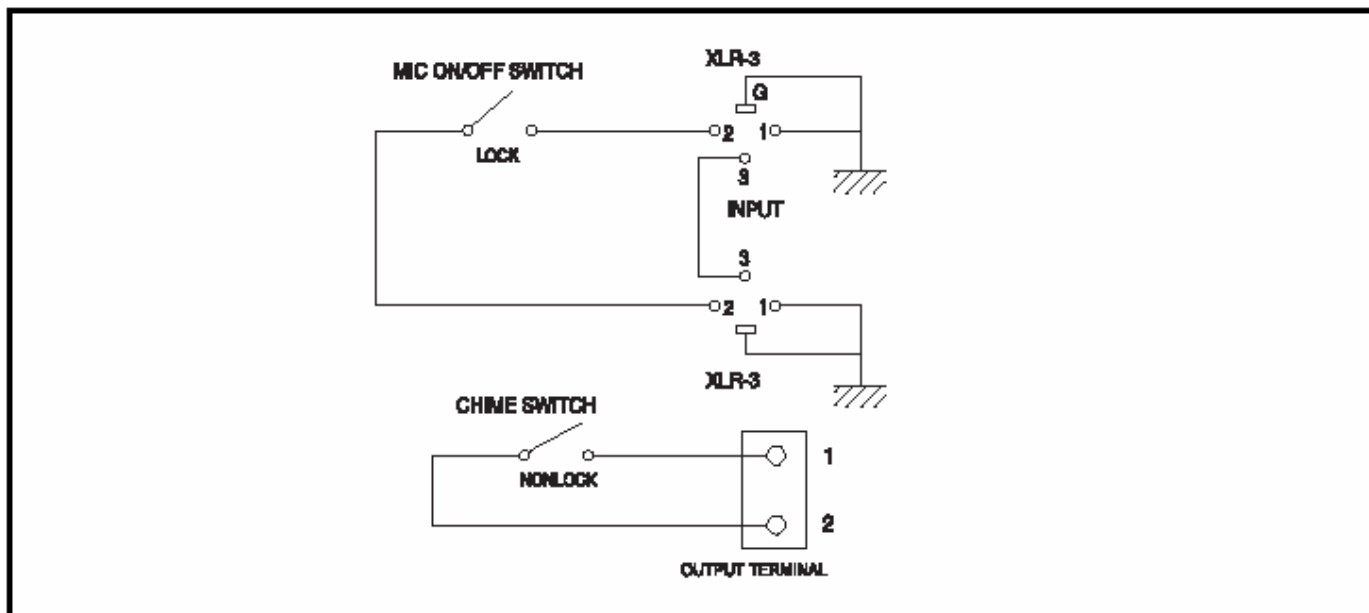 XLR-3
MIC ON/OFF SWITCH
G
2 1
LOCK
3
INPUT
3
2 1
XLR-3
CHIME SWITCH
1
NONLOCK
2
OUTPUT TERMINAL